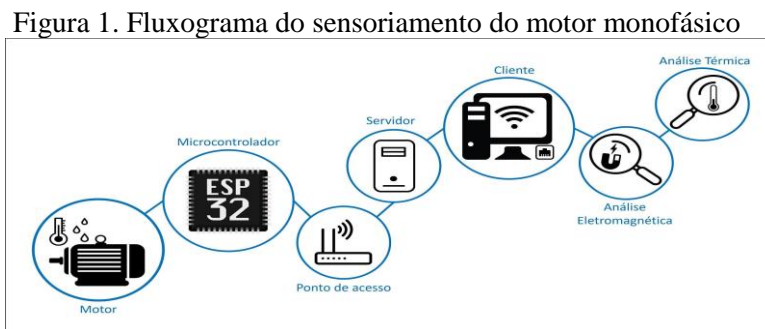 Figura 1. Fluxograma do sensoriamento do motor monofásico
Motor
Microcontrolador
ESP
32
Ponto de acesso
Servidor
Cliente
Análise
Eletromagnética
Análise Térmica